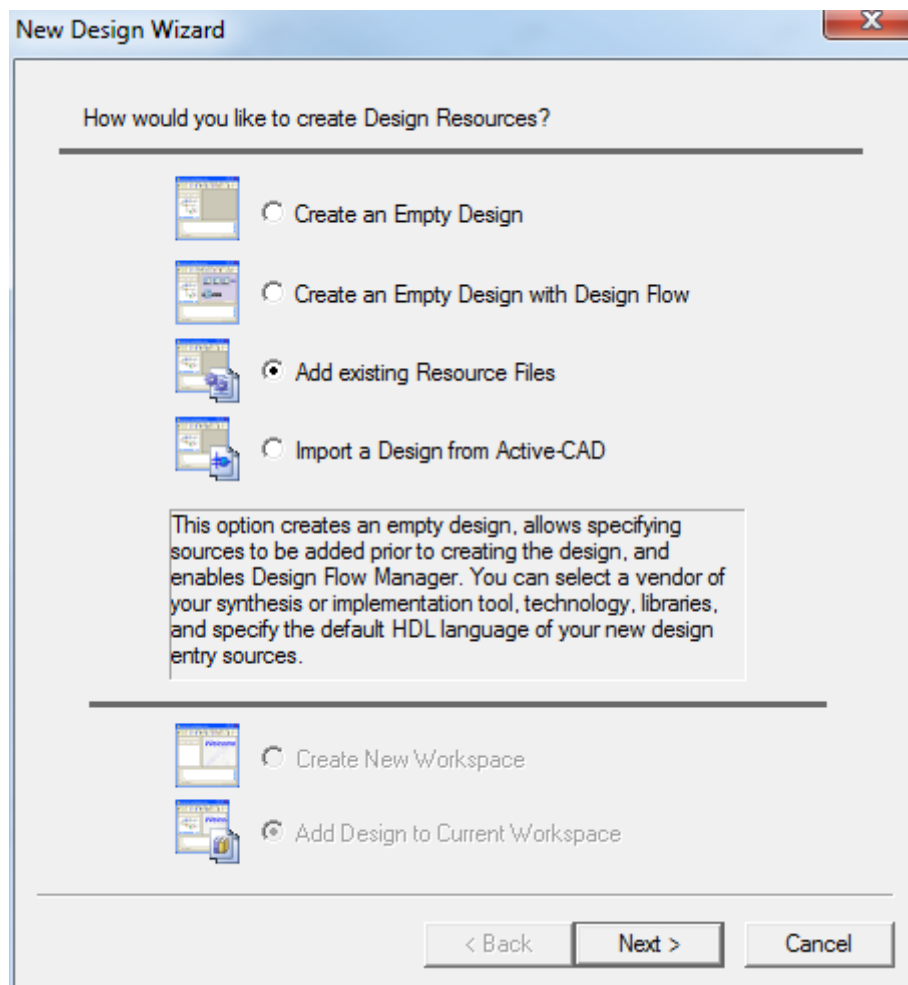 New Design Wizard
How would you like to create Design Resources?
Create an Empty Design
Create an Empty Design with Design Flow
Add existing Resource Files
Import a Design from Active-CAD
This option creates an empty design, allows specifying
sources to be added prior to creating the design, and
enables Design Flow Manager. You can select a vendor of
your synthesis or implementation tool, technology, libraries,
and specify the default HDL language of your new design
entry sources.
Create New Workspace
Add Design to Current Workspace
< Back Next > Cancel